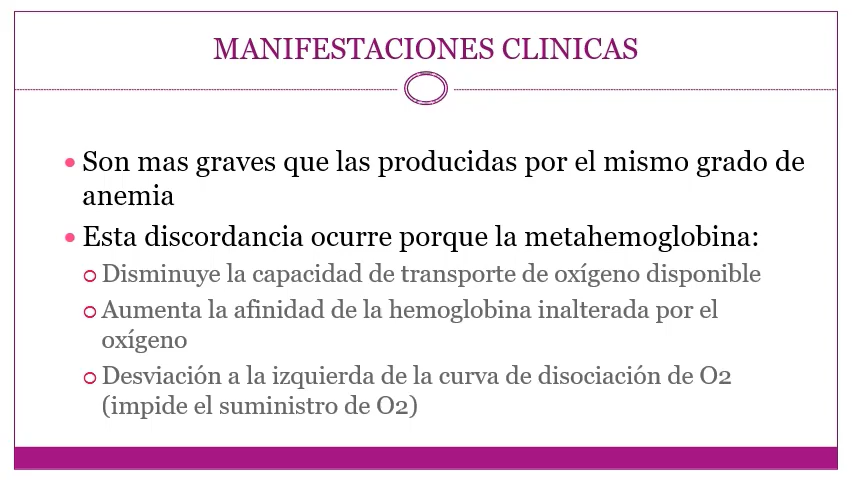 MANIFESTACIONES CLINICAS
Son mas graves que las producidas por el mismo grado de
anemia
Esta discordancia ocurre porque la metahemoglobina:
Disminuye la capacidad de transporte de oxígeno disponible
Aumenta la afinidad de la hemoglobina inalterada por el
oxígeno
Desviación a la izquierda de la curva de disociación de O2
(impide el suministro de O2)